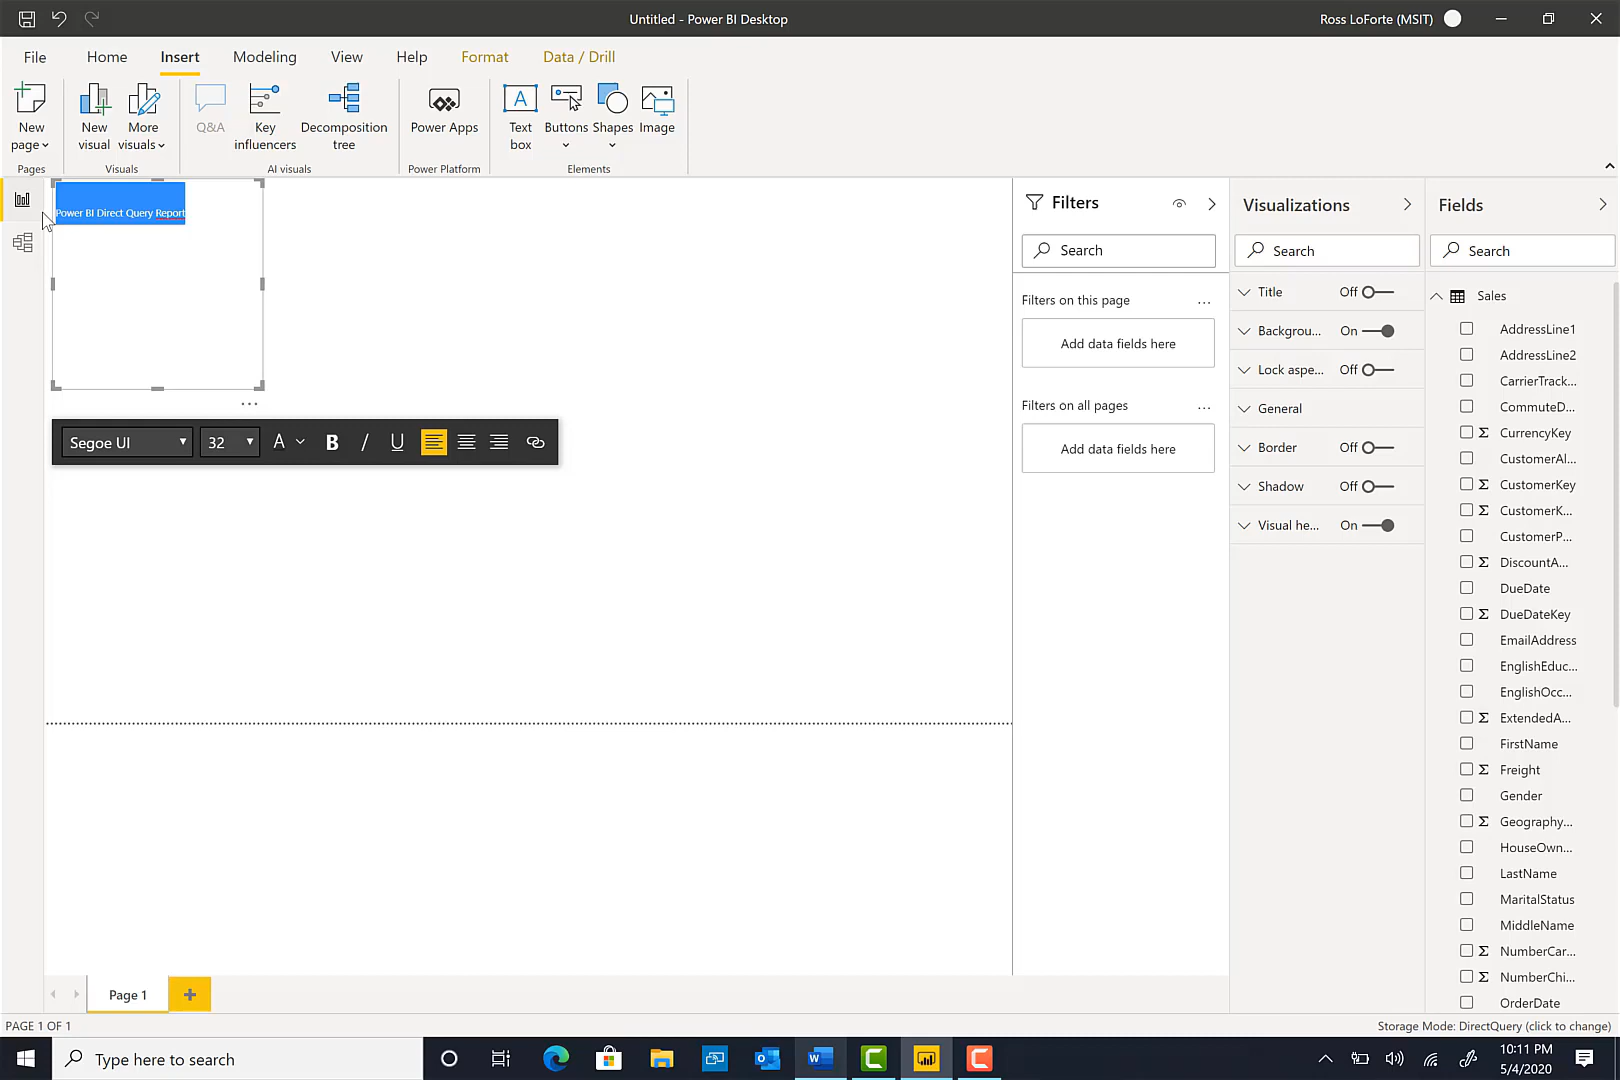 Untitled - Power BI Desktop
Ross LoForte (MSIT)
File Home Insert Modeling View Help Format Data / Drill
New page
New visual
More visuals
Q&A
Key influencers
Decomposition tree
Power Apps
A
Text box
Buttons
Shapes
Image
Pages
Visuals
AI visuals
Power Platform
Elements
Power BI Direct Query Report
...
Segoe UI 32 A B / U
Filters
Search
Filters on this page ...
Add data fields here
Filters on all pages ...
Add data fields here
Visualizations
Search
Title Off
Backgrou... On
Lock aspe... Off
General
Border Off
Shadow Off
Visual he... On
Fields
Search
Sales
AddressLine1
AddressLine2
CarrierTrack...
CommuteD...
Σ CurrencyKey
CustomerAl...
Σ CustomerKey
Σ CustomerK...
CustomerP...
Σ DiscountA...
DueDate
Σ DueDateKey
EmailAddress
EnglishEduc...
EnglishOcc...
Σ ExtendedA...
FirstName
Σ Freight
Gender
Σ Geography...
HouseOwn...
LastName
MaritalStatus
MiddleName
Σ NumberCar...
Σ NumberChi...
OrderDate
Page 1
PAGE 1 OF 1
Storage Mode: DirectQuery (click to change)
Type here to search
10:11 PM
5/4/2020